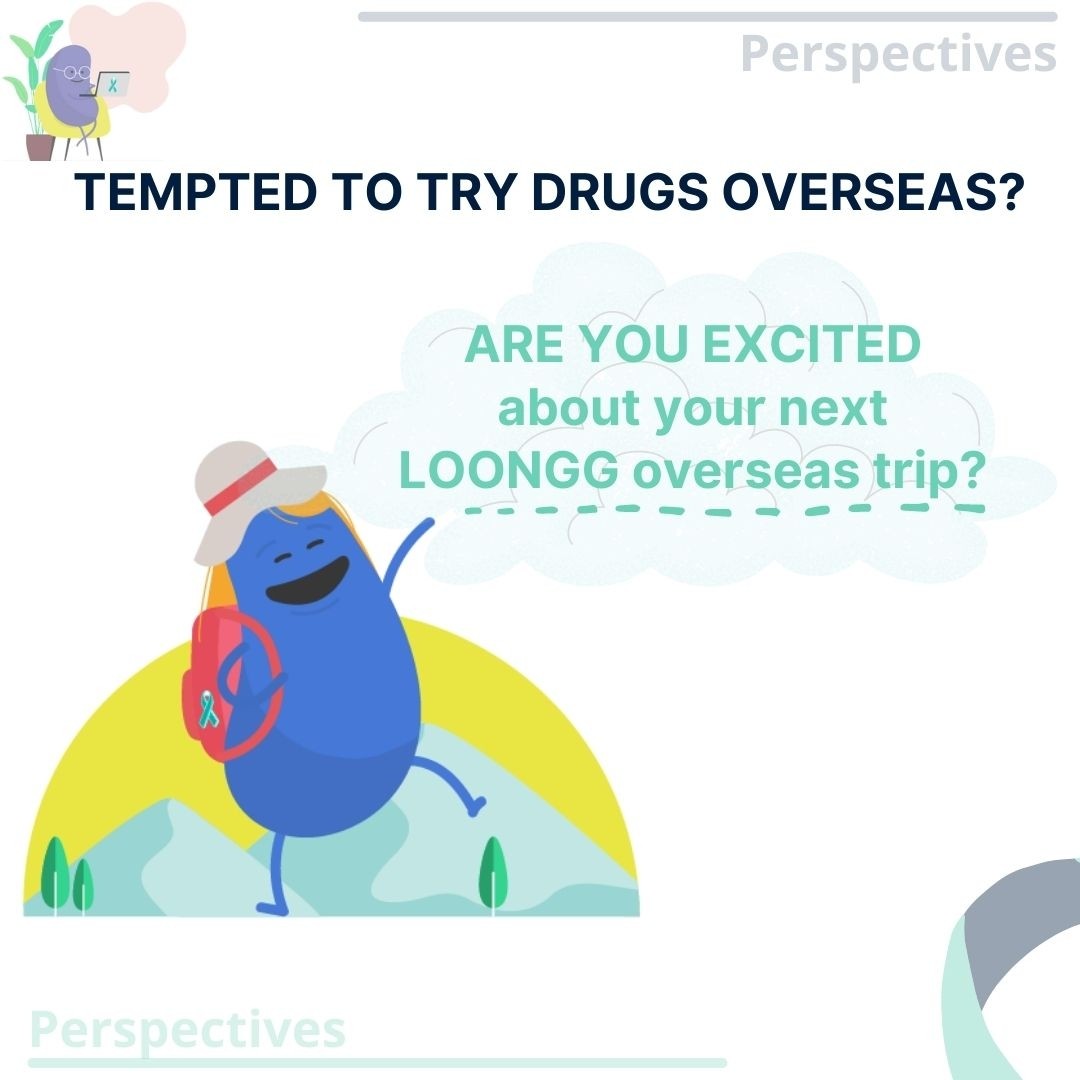 Perspectives
TEMPTED TO TRY DRUGS OVERSEAS?
ARE YOU EXCITED
about your next
LOONGG overseas trip?
Perspectives